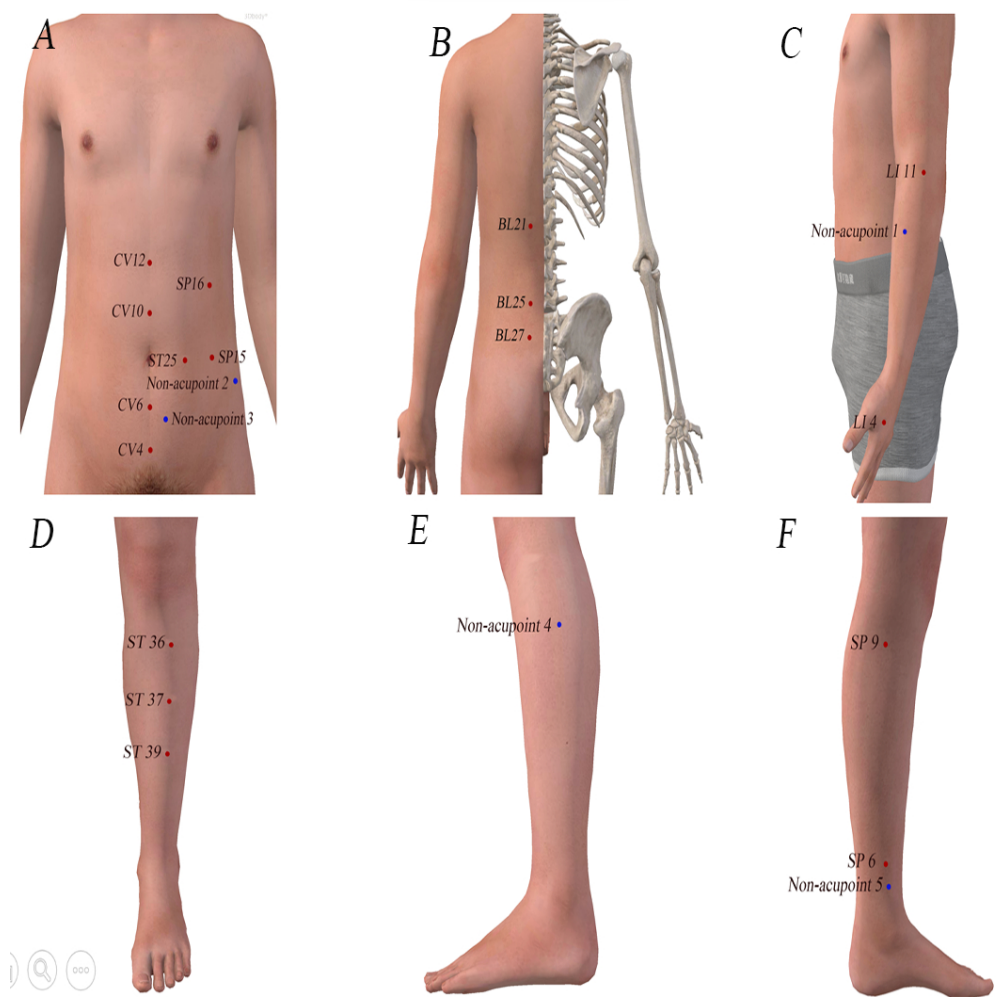 A
CV12
SP16
CV10
ST25
SP15
Non-acupoint 2
CV6
Non-acupoint 3
CV4
B
BL21
BL25
BL27
C
LI 11
Non-acupoint 1
LI 4
D
ST 36
ST 37
ST 39
E
Non-acupoint 4
F
SP 9
SP 6
Non-acupoint 5